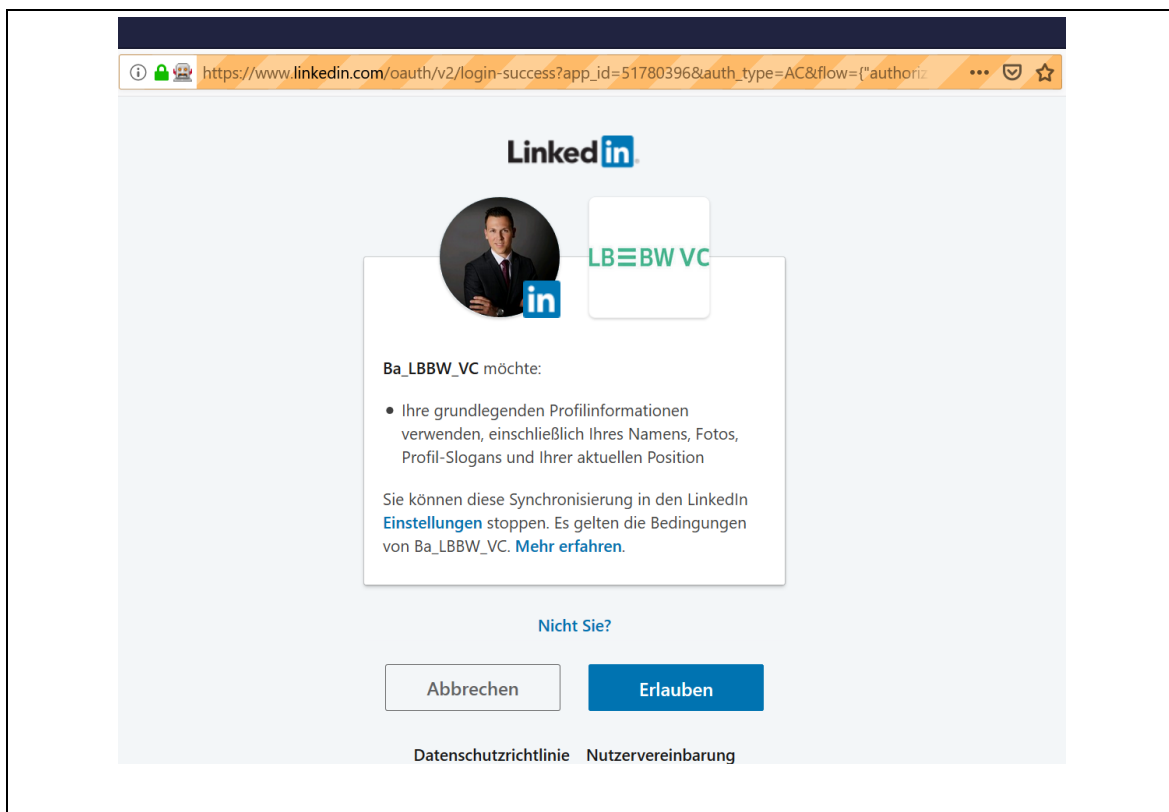 https://www.linkedin.com/oauth/v2/login-success?app_id=51780396&auth_type=AC&flow={"authoriz
Linked in
in
LB≡BW VC
Ba_LBBW_VC möchte:
● Ihre grundlegenden Profilinformationen
verwenden, einschließlich Ihres Namens, Fotos,
Profil-Slogans und Ihrer aktuellen Position
Sie können diese Synchronisierung in den LinkedIn
Einstellungen stoppen. Es gelten die Bedingungen
von Ba_LBBW_VC. Mehr erfahren.
Nicht Sie?
Abbrechen Erlauben
Datenschutzrichtlinie Nutzervereinbarung